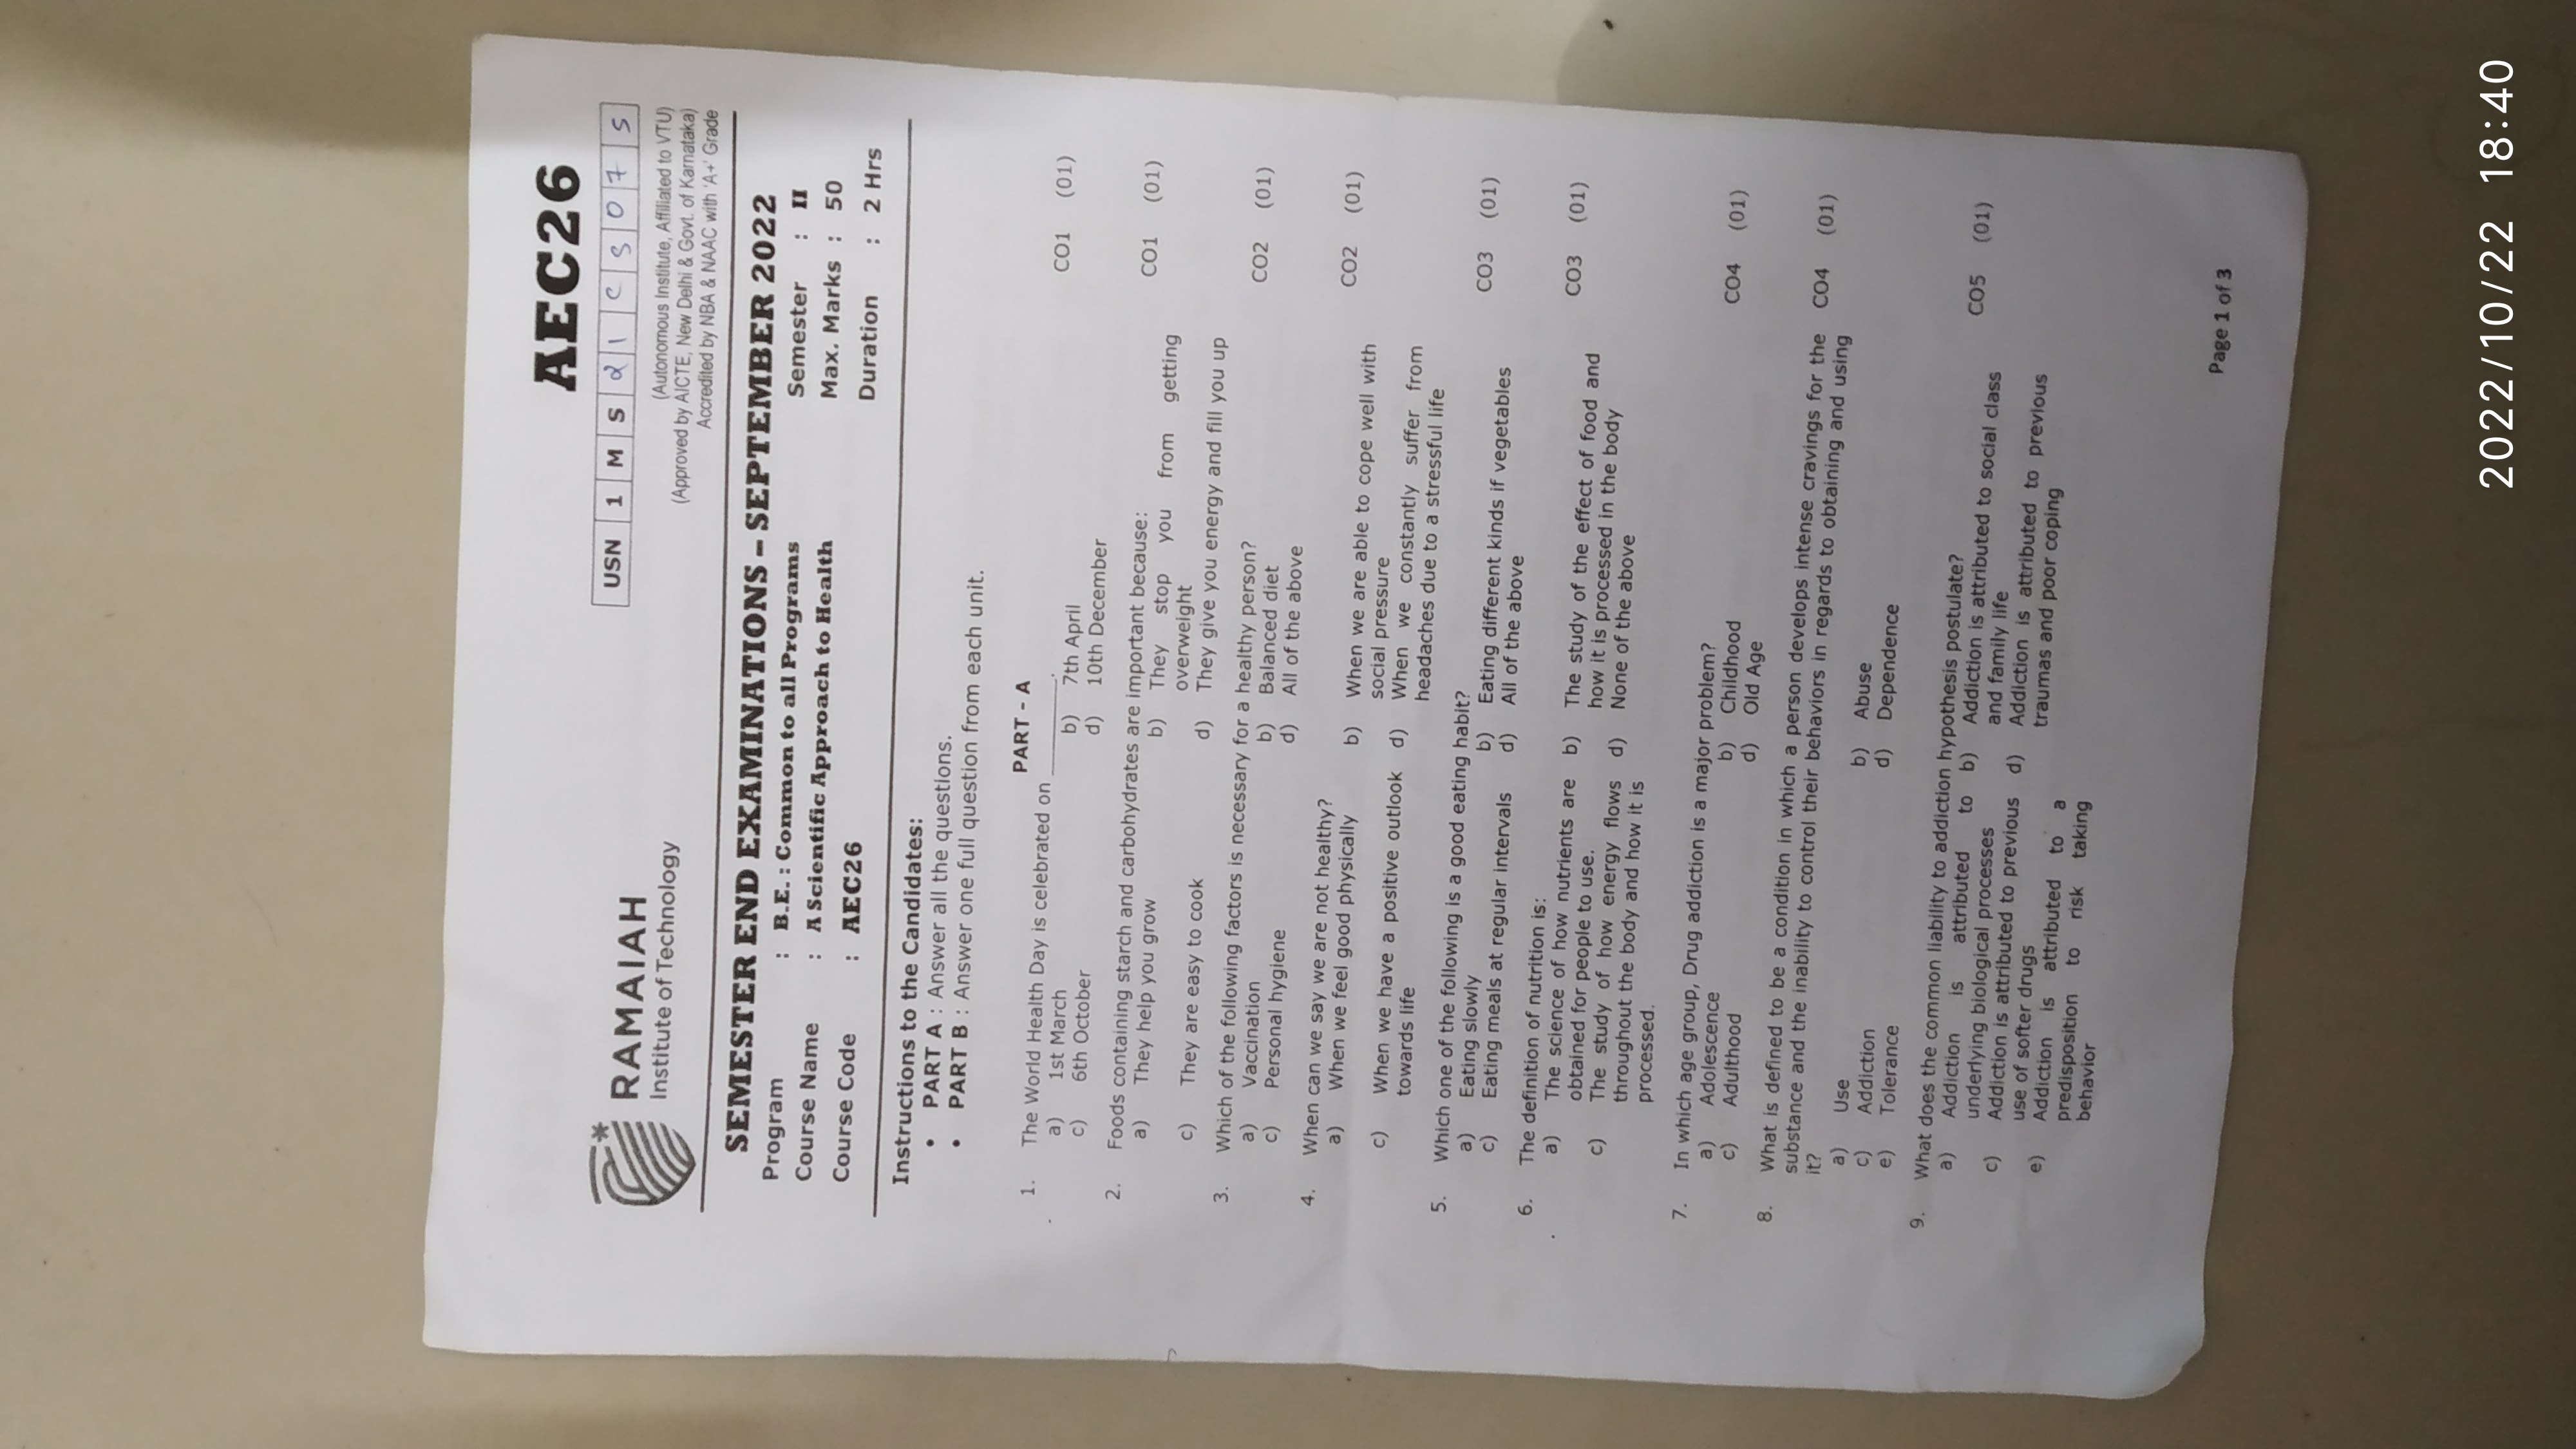 AEC26
USN 1 M S 2 1 C S 0 7 5
RAMAIAH
Institute of Technology
(Autonomous Institute, Affiliated to VTU)
(Approved by AICTE, New Delhi & Govt. of Karnataka)
Accredited by NBA & NAAC with 'A+' Grade
SEMESTER END EXAMINATIONS – SEPTEMBER 2022
Program : B.E. : Common to all Programs Semester : II
Course Name : A Scientific Approach to Health Max. Marks : 50
Course Code : AEC26 Duration : 2 Hrs
Instructions to the Candidates:
• PART A : Answer all the questions.
• PART B : Answer one full question from each unit.
PART - A
1. The World Health Day is celebrated on ________. CO1 (01)
a) 1st March b) 7th April
c) 6th October d) 10th December
2. Foods containing starch and carbohydrates are important because: CO1 (01)
a) They help you grow b) They stop you from getting
overweight
c) They are easy to cook d) They give you energy and fill you up
3. Which of the following factors is necessary for a healthy person? CO2 (01)
a) Vaccination b) Balanced diet
c) Personal hygiene d) All of the above
4. When can we say we are not healthy? CO2 (01)
a) When we feel good physically b) When we are able to cope well with
social pressure
c) When we have a positive outlook d) When we constantly suffer from
towards life headaches due to a stressful life
5. Which one of the following is a good eating habit? CO3 (01)
a) Eating slowly b) Eating different kinds if vegetables
c) Eating meals at regular intervals d) All of the above
6. The definition of nutrition is: CO3 (01)
a) The science of how nutrients are b) The study of the effect of food and
obtained for people to use. how it is processed in the body
c) The study of how energy flows d) None of the above
throughout the body and how it is
processed.
7. In which age group, Drug addiction is a major problem? CO4 (01)
a) Adolescence b) Childhood
c) Adulthood d) Old Age
8. What is defined to be a condition in which a person develops intense cravings for the CO4 (01)
substance and the inability to control their behaviors in regards to obtaining and using
it?
a) Use b) Abuse
c) Addiction d) Dependence
e) Tolerance
9. What does the common liability to addiction hypothesis postulate? CO5 (01)
a) Addiction is attributed to b) Addiction is attributed to social class
underlying biological processes and family life
c) Addiction is attributed to previous d) Addiction is attributed to previous
use of softer drugs traumas and poor coping
e) Addiction is attributed to a
predisposition to risk taking
behavior
Page 1 of 3
2022/10/22 18:40